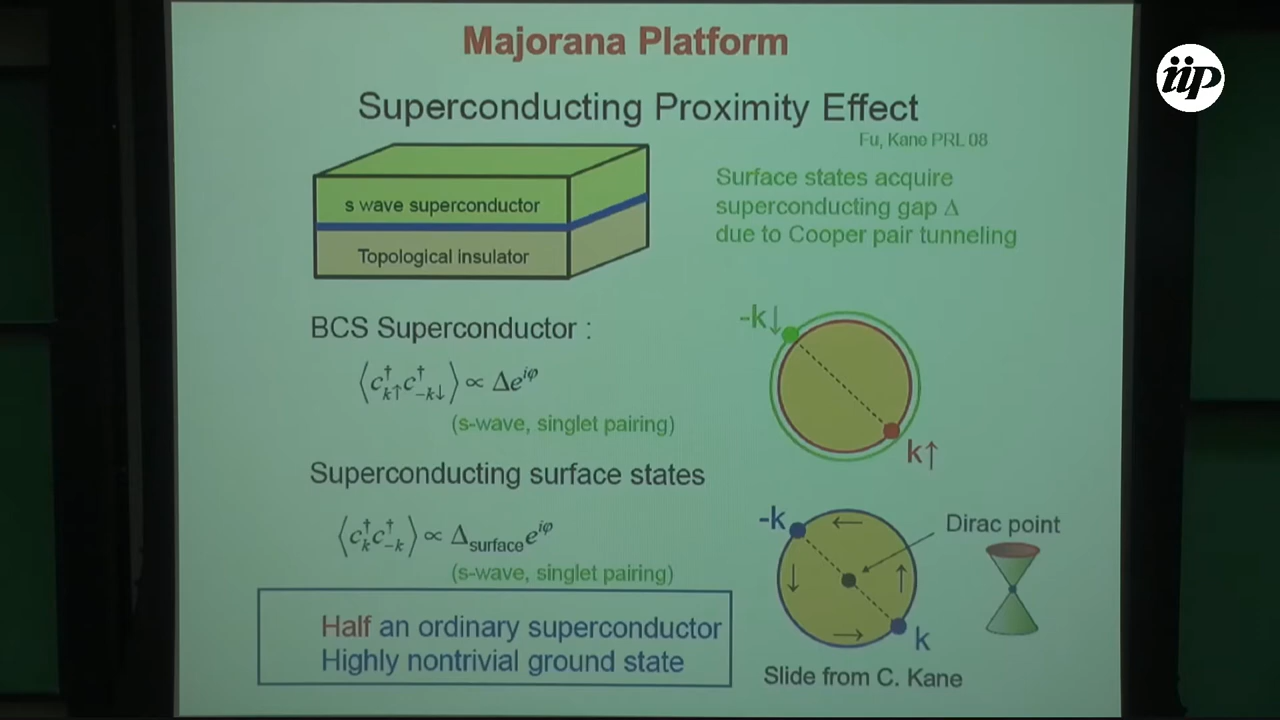 Majorana Platform
iip
Superconducting Proximity Effect
Fu, Kane PRL 08
s wave superconductor
Topological insulator
Surface states acquire
superconducting gap Δ
due to Cooper pair tunneling
BCS Superconductor :
⟨c†k↑c†-k↓⟩ ∝ Δe^iφ
(s-wave, singlet pairing)
-k↓
k↑
Superconducting surface states
⟨c†kc†-k⟩ ∝ Δsurface e^iφ
(s-wave, singlet pairing)
-k
Dirac point
k
Half an ordinary superconductor
Highly nontrivial ground state
Slide from C. Kane